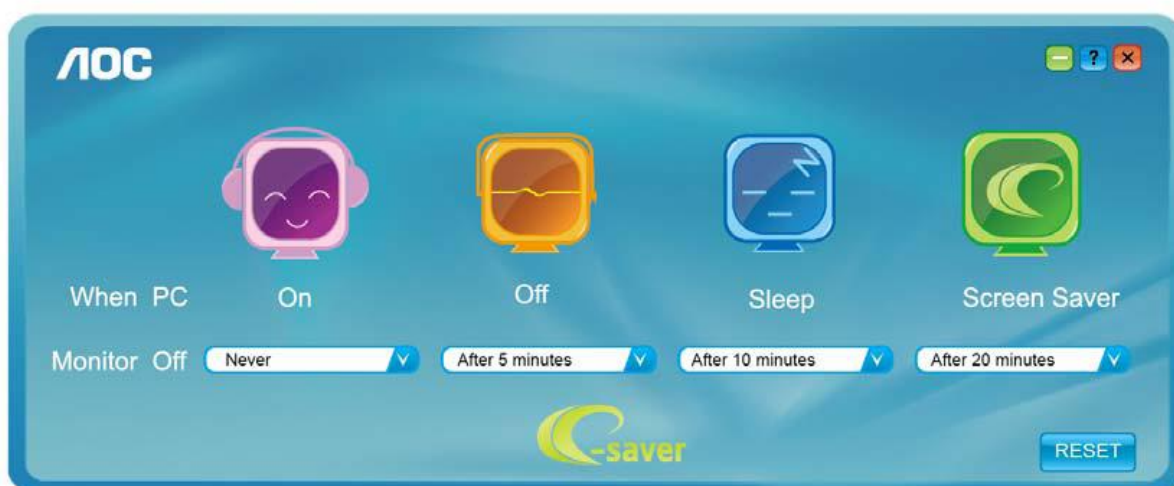 AOC
?
When PC On Off Sleep Screen Saver
Monitor Off Never After 5 minutes After 10 minutes After 20 minutes
e-saver
RESET